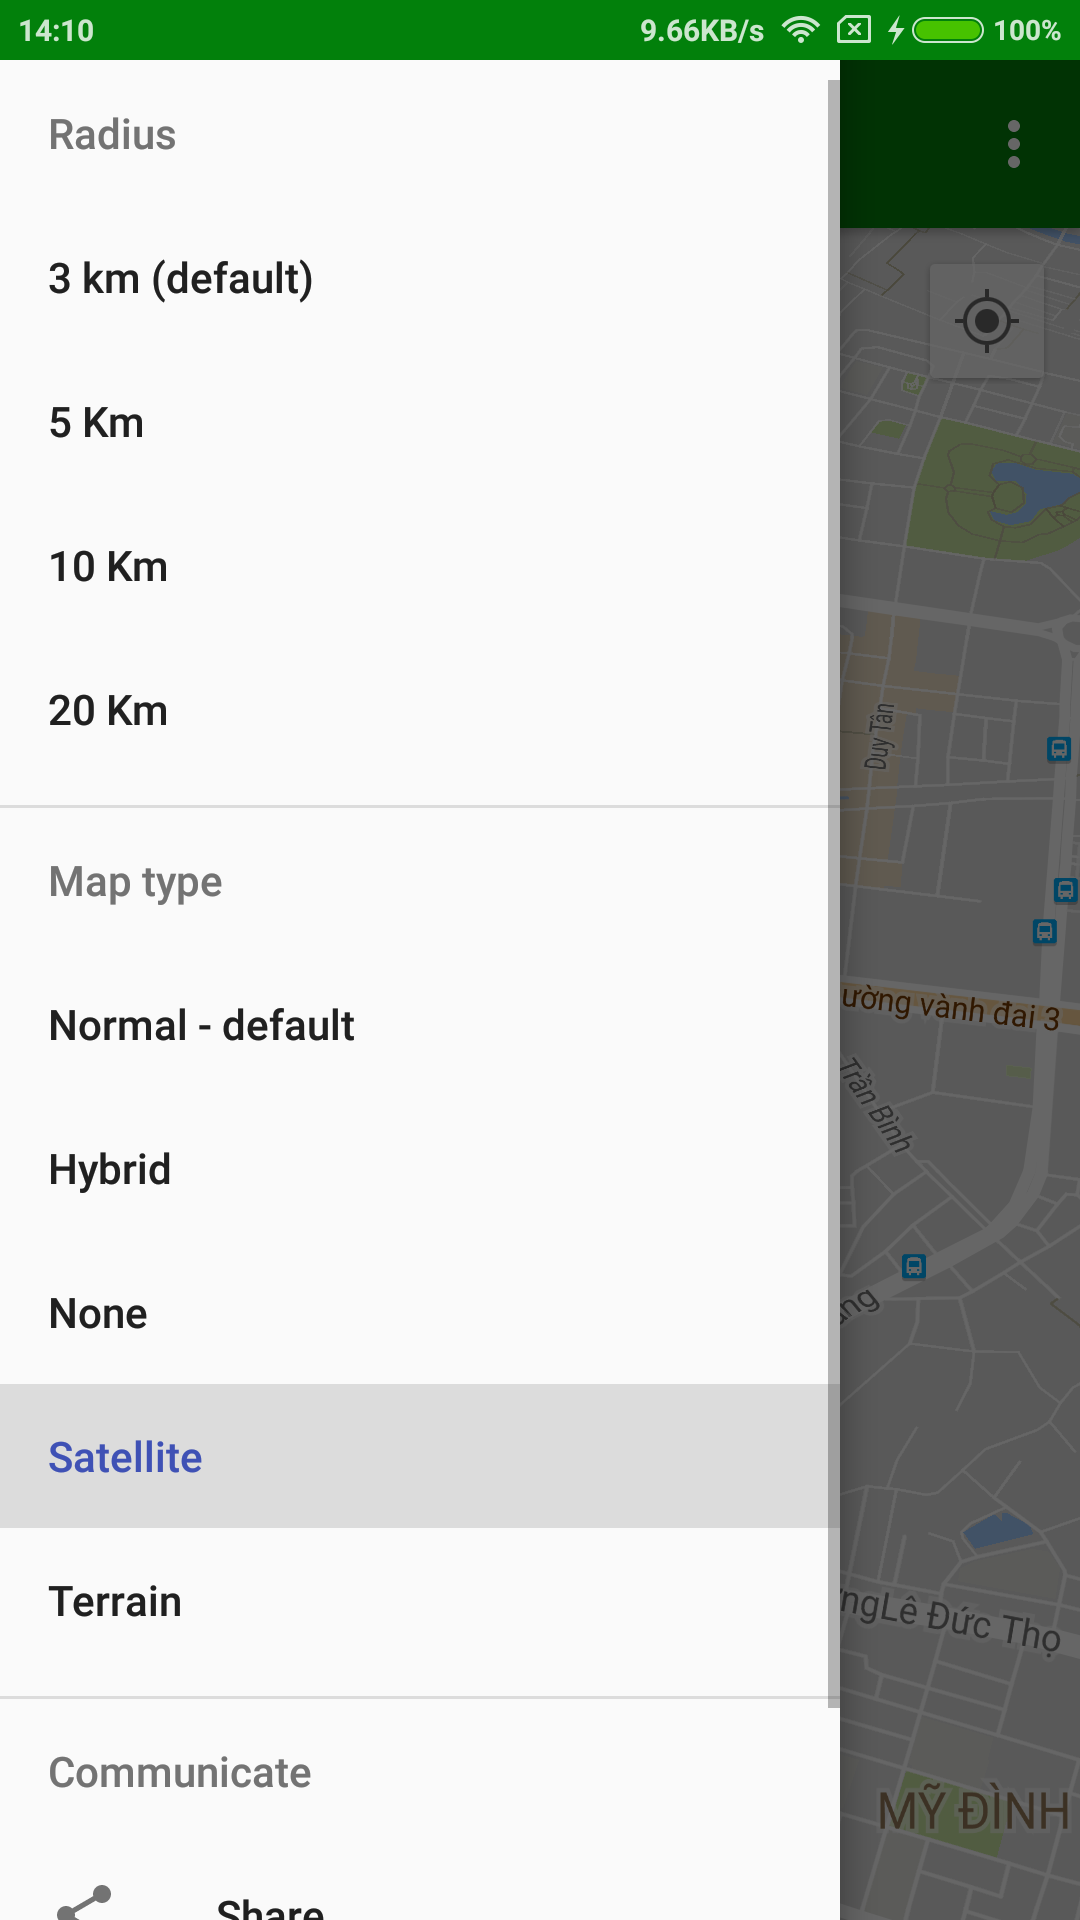 14:10 9.66KB/s 100%
Radius
3 km (default)
5 Km
10 Km
20 Km
Map type
Normal - default
Hybrid
None
Satellite
Terrain
Communicate
Share
Duy Tân
ường vành đai 3
Trần Bình
ng
Lê Đức Thọ
MỸ ĐÌNH